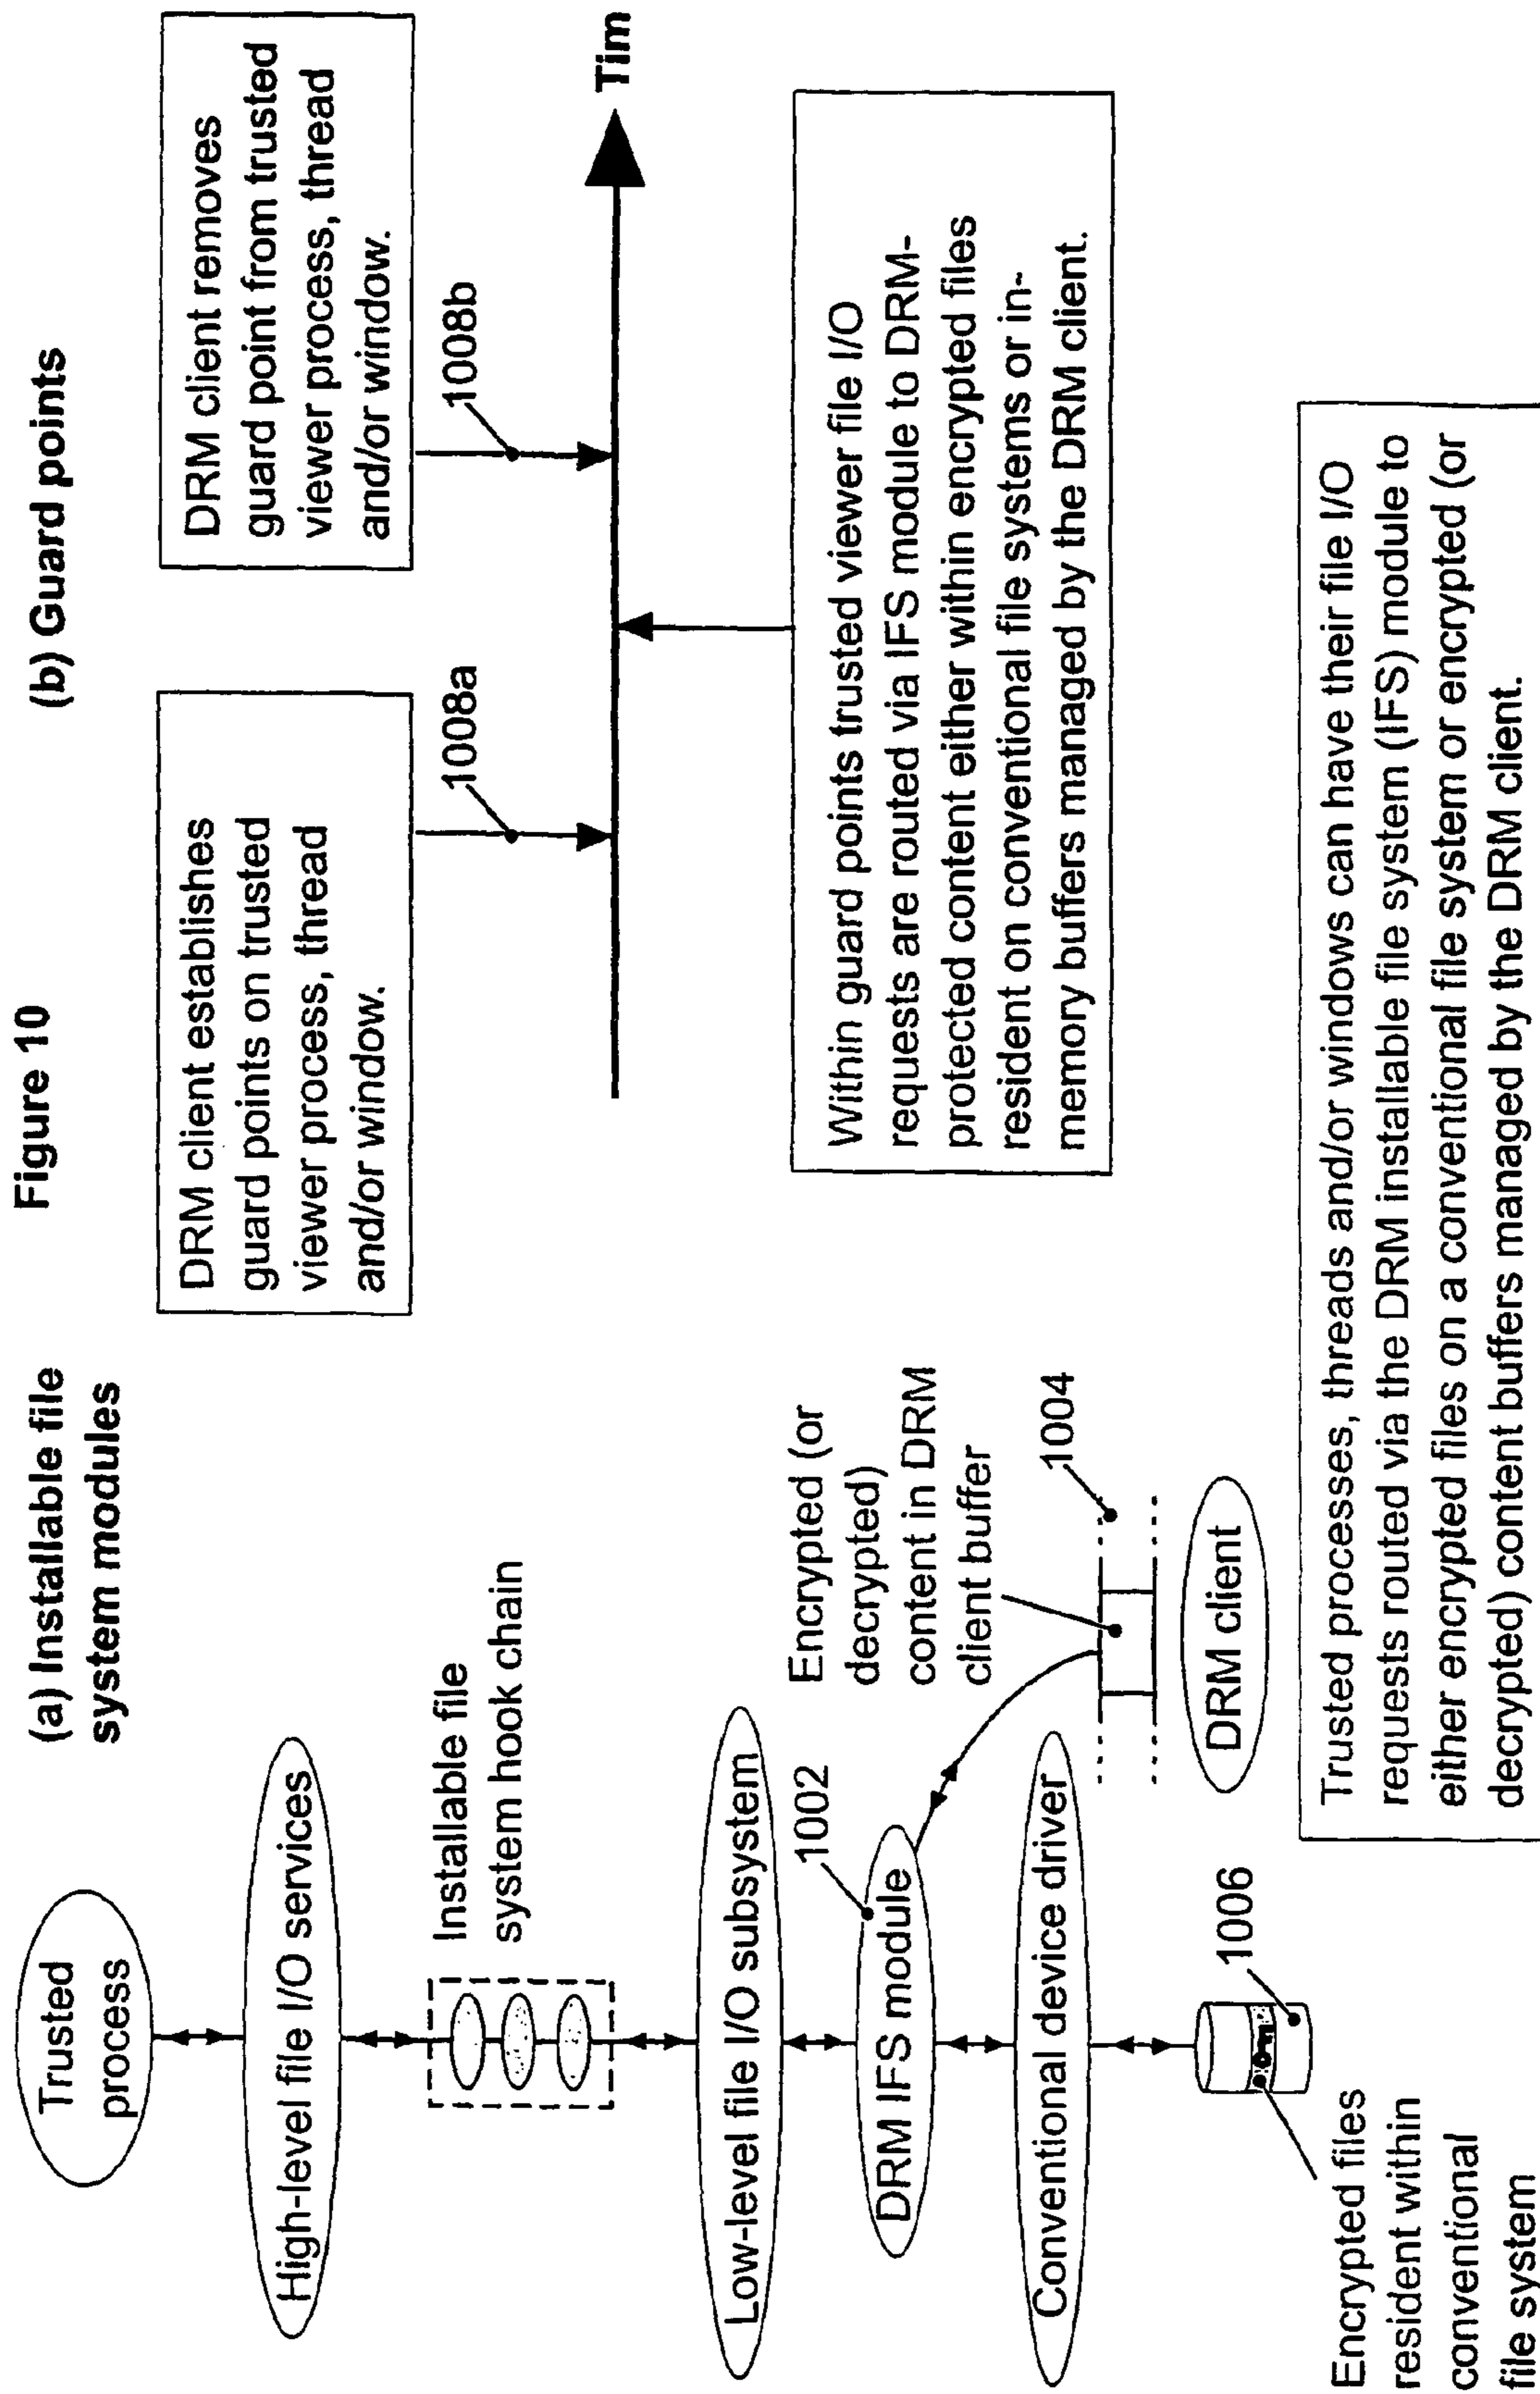 Figure 10
(a) Installable file
system modules
Trusted
process
High-level file I/O services
Installable file
system hook chain
Low-level file I/O subsystem
1002
DRM IFS module
Encrypted (or
decrypted)
content in DRM
client buffer
1004
DRM client
Conventional device driver
1006
Encrypted files
resident within
conventional
file system
(b) Guard points
DRM client establishes
guard points on trusted
viewer process, thread
and/or window.
1008a
DRM client removes
guard point from trusted
viewer process, thread
and/or window.
1008b
Tim
Within guard points trusted viewer file I/O
requests are routed via IFS module to DRM-
protected content either within encrypted files
resident on conventional file systems or in-
memory buffers managed by the DRM client.
Trusted processes, threads and/or windows can have their file I/O
requests routed via the DRM installable file system (IFS) module to
either encrypted files on a conventional file system or encrypted (or
decrypted) content buffers managed by the DRM client.